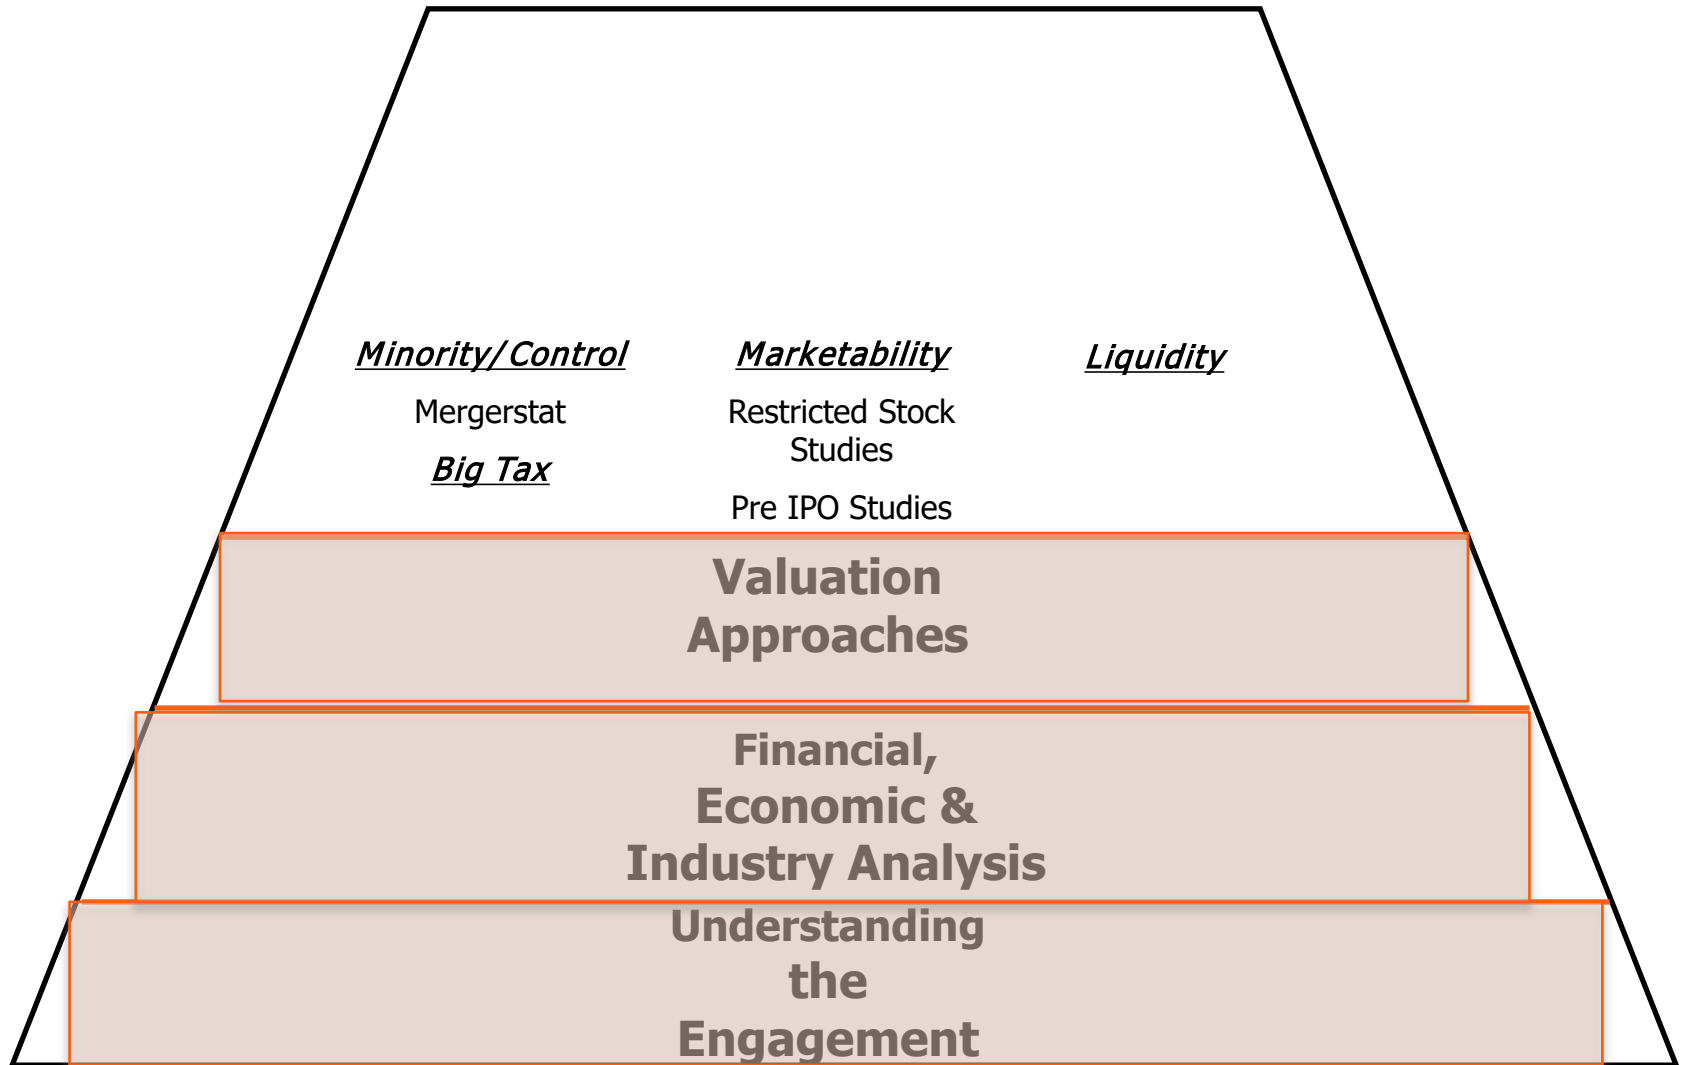 Minority/Control
Marketability
Liquidity
Mergerstat
Restricted Stock
Studies
Big Tax
Pre IPO Studies
Valuation
Approaches
Financial,
Economic &
Industry Analysis
Understanding
the
Engagement